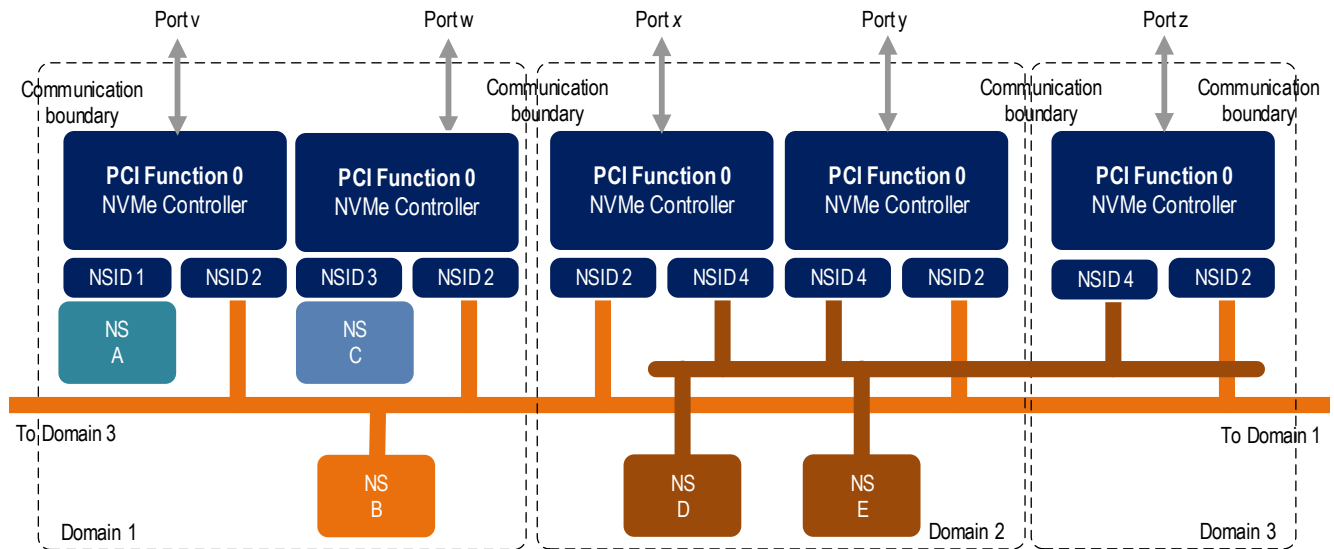 Port v
Port w
Port x
Port y
Port z
Communication
boundary
Communication
boundary
Communication
boundary
Communication
boundary
PCI Function 0
NVMe Controller
PCI Function 0
NVMe Controller
PCI Function 0
NVMe Controller
PCI Function 0
NVMe Controller
PCI Function 0
NVMe Controller
NSID 1
NSID 2
NSID 3
NSID 2
NSID 2
NSID 4
NSID 4
NSID 2
NSID 4
NSID 2
NS
A
NS
C
To Domain 3
To Domain 1
NS
B
NS
D
NS
E
Domain 1
Domain 2
Domain 3